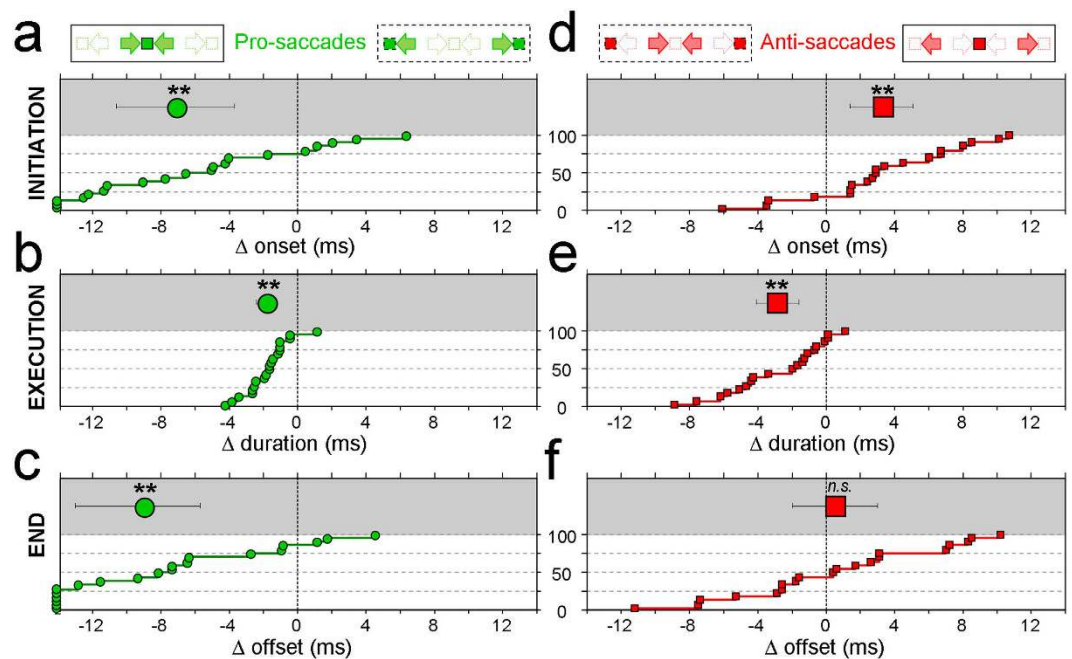 a Pro-saccades
d Anti-saccades
INITIATION
**
**
100
50
0
-12 -8 -4 0 4 8 12
-12 -8 -4 0 4 8 12
Δ onset (ms)
Δ onset (ms)
b
e
EXECUTION
**
**
100
50
0
-12 -8 -4 0 4 8 12
-12 -8 -4 0 4 8 12
Δ duration (ms)
Δ duration (ms)
c
f
END
**
n.s.
100
50
0
-12 -8 -4 0 4 8 12
-12 -8 -4 0 4 8 12
Δ offset (ms)
Δ offset (ms)